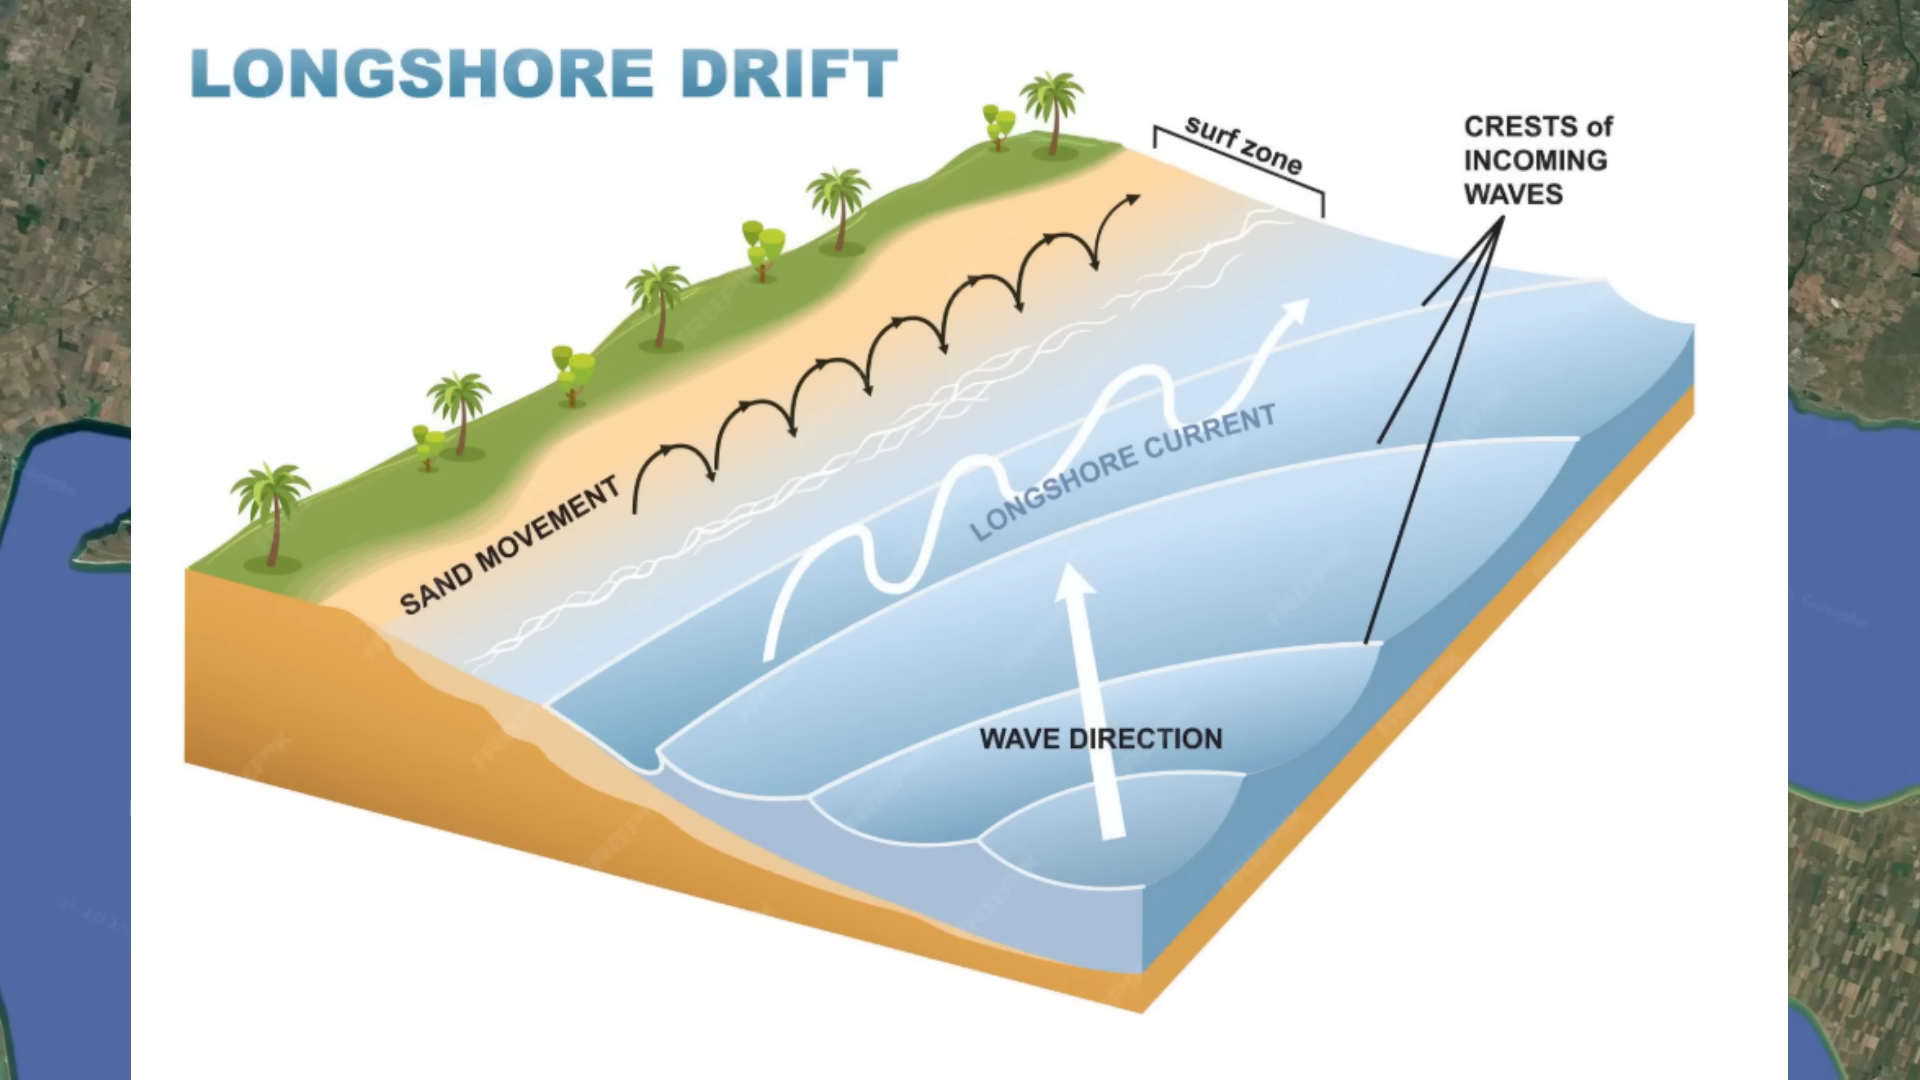 LONGSHORE DRIFT
surf zone
CRESTS of
INCOMING
WAVES
SAND MOVEMENT
LONGSHORE CURRENT
WAVE DIRECTION